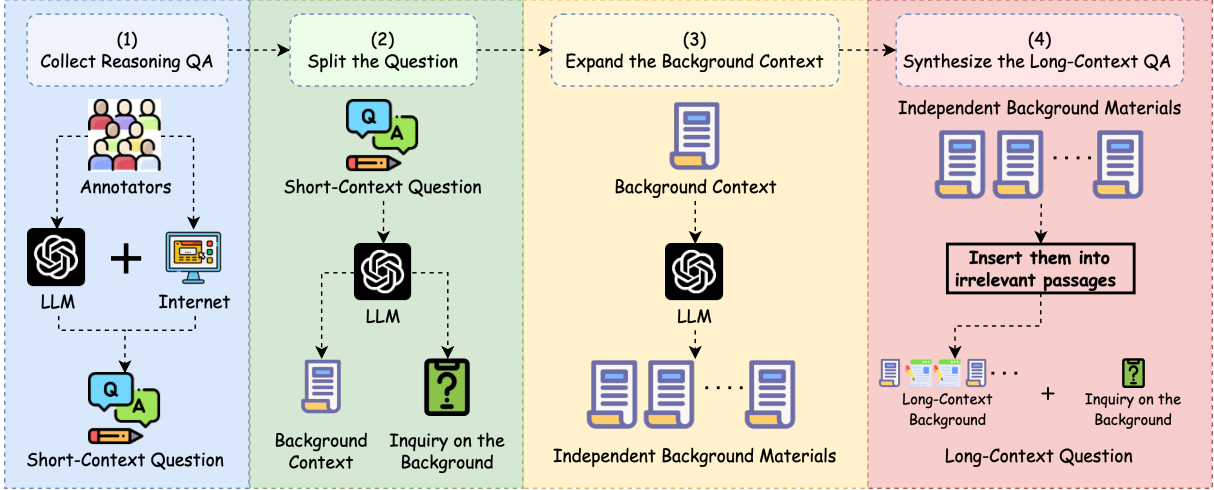 (1)
Collect Reasoning QA
Annotators
LLM
Internet
Q
A
Short-Context Question
(2)
Split the Question
Q
A
Short-Context Question
LLM
Background
Context
Inquiry on the
Background
(3)
Expand the Background Context
Background Context
LLM
Independent Background Materials
(4)
Synthesize the Long-Context QA
Independent Background Materials
Insert them into
irrelevant passages
Long-Context
Background
+
Inquiry on the
Background
Long-Context Question